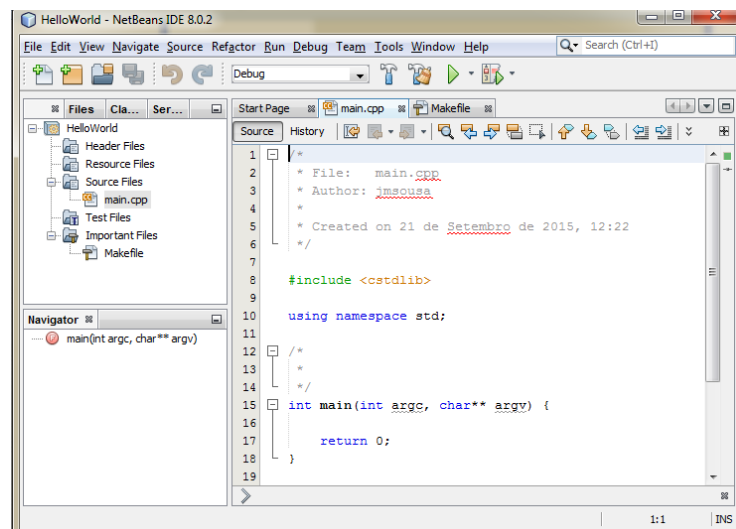 HelloWorld - NetBeans IDE 8.0.2
File Edit View Navigate Source Refactor Run Debug Team Tools Window Help
Search (Ctrl+I)
Debug
Files Cla... Ser...
HelloWorld
Header Files
Resource Files
Source Files
main.cpp
Test Files
Important Files
Makefile
Navigator
main(int argc, char** argv)
Start Page main.cpp Makefile
Source History
1 /*
2 * File: main.cpp
3 * Author: jmsousa
4 *
5 * Created on 21 de Setembro de 2015, 12:22
6 */
7
8 #include <cstdlib>
9
10 using namespace std;
11
12 /*
13 *
14 */
15 int main(int argc, char** argv) {
16
17 return 0;
18 }
19
1:1 INS